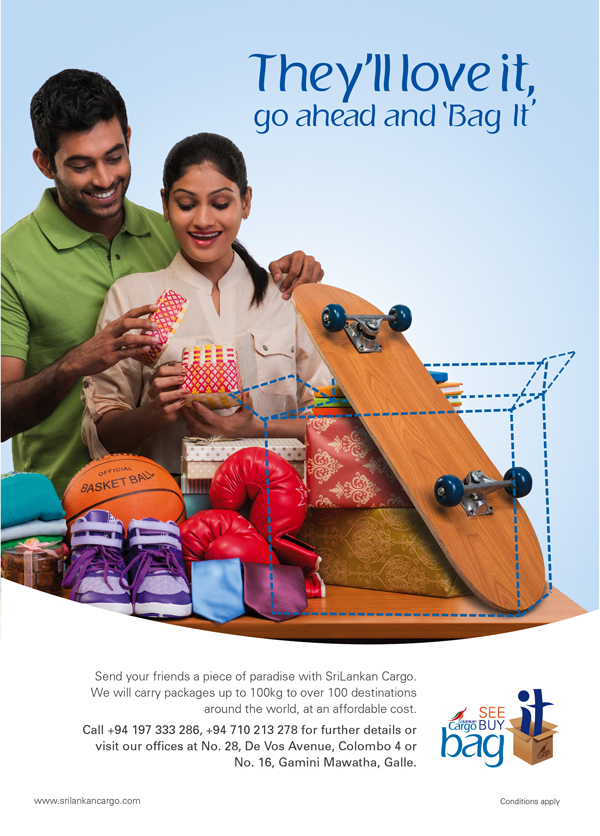 They'll love it,
go ahead and 'Bag It'
OFFICIAL
BASKET BALL
Send your friends a piece of paradise with SriLankan Cargo.
We will carry packages up to 100kg to over 100 destinations
around the world, at an affordable cost.
Call +94 197 333 286, +94 710 213 278 for further details or
visit our offices at No. 28, De Vos Avenue, Colombo 4 or
No. 16, Gamini Mawatha, Galle.
SriLankan
Cargo
SEE
BUY
bag
it
www.srilankancargo.com
Conditions apply